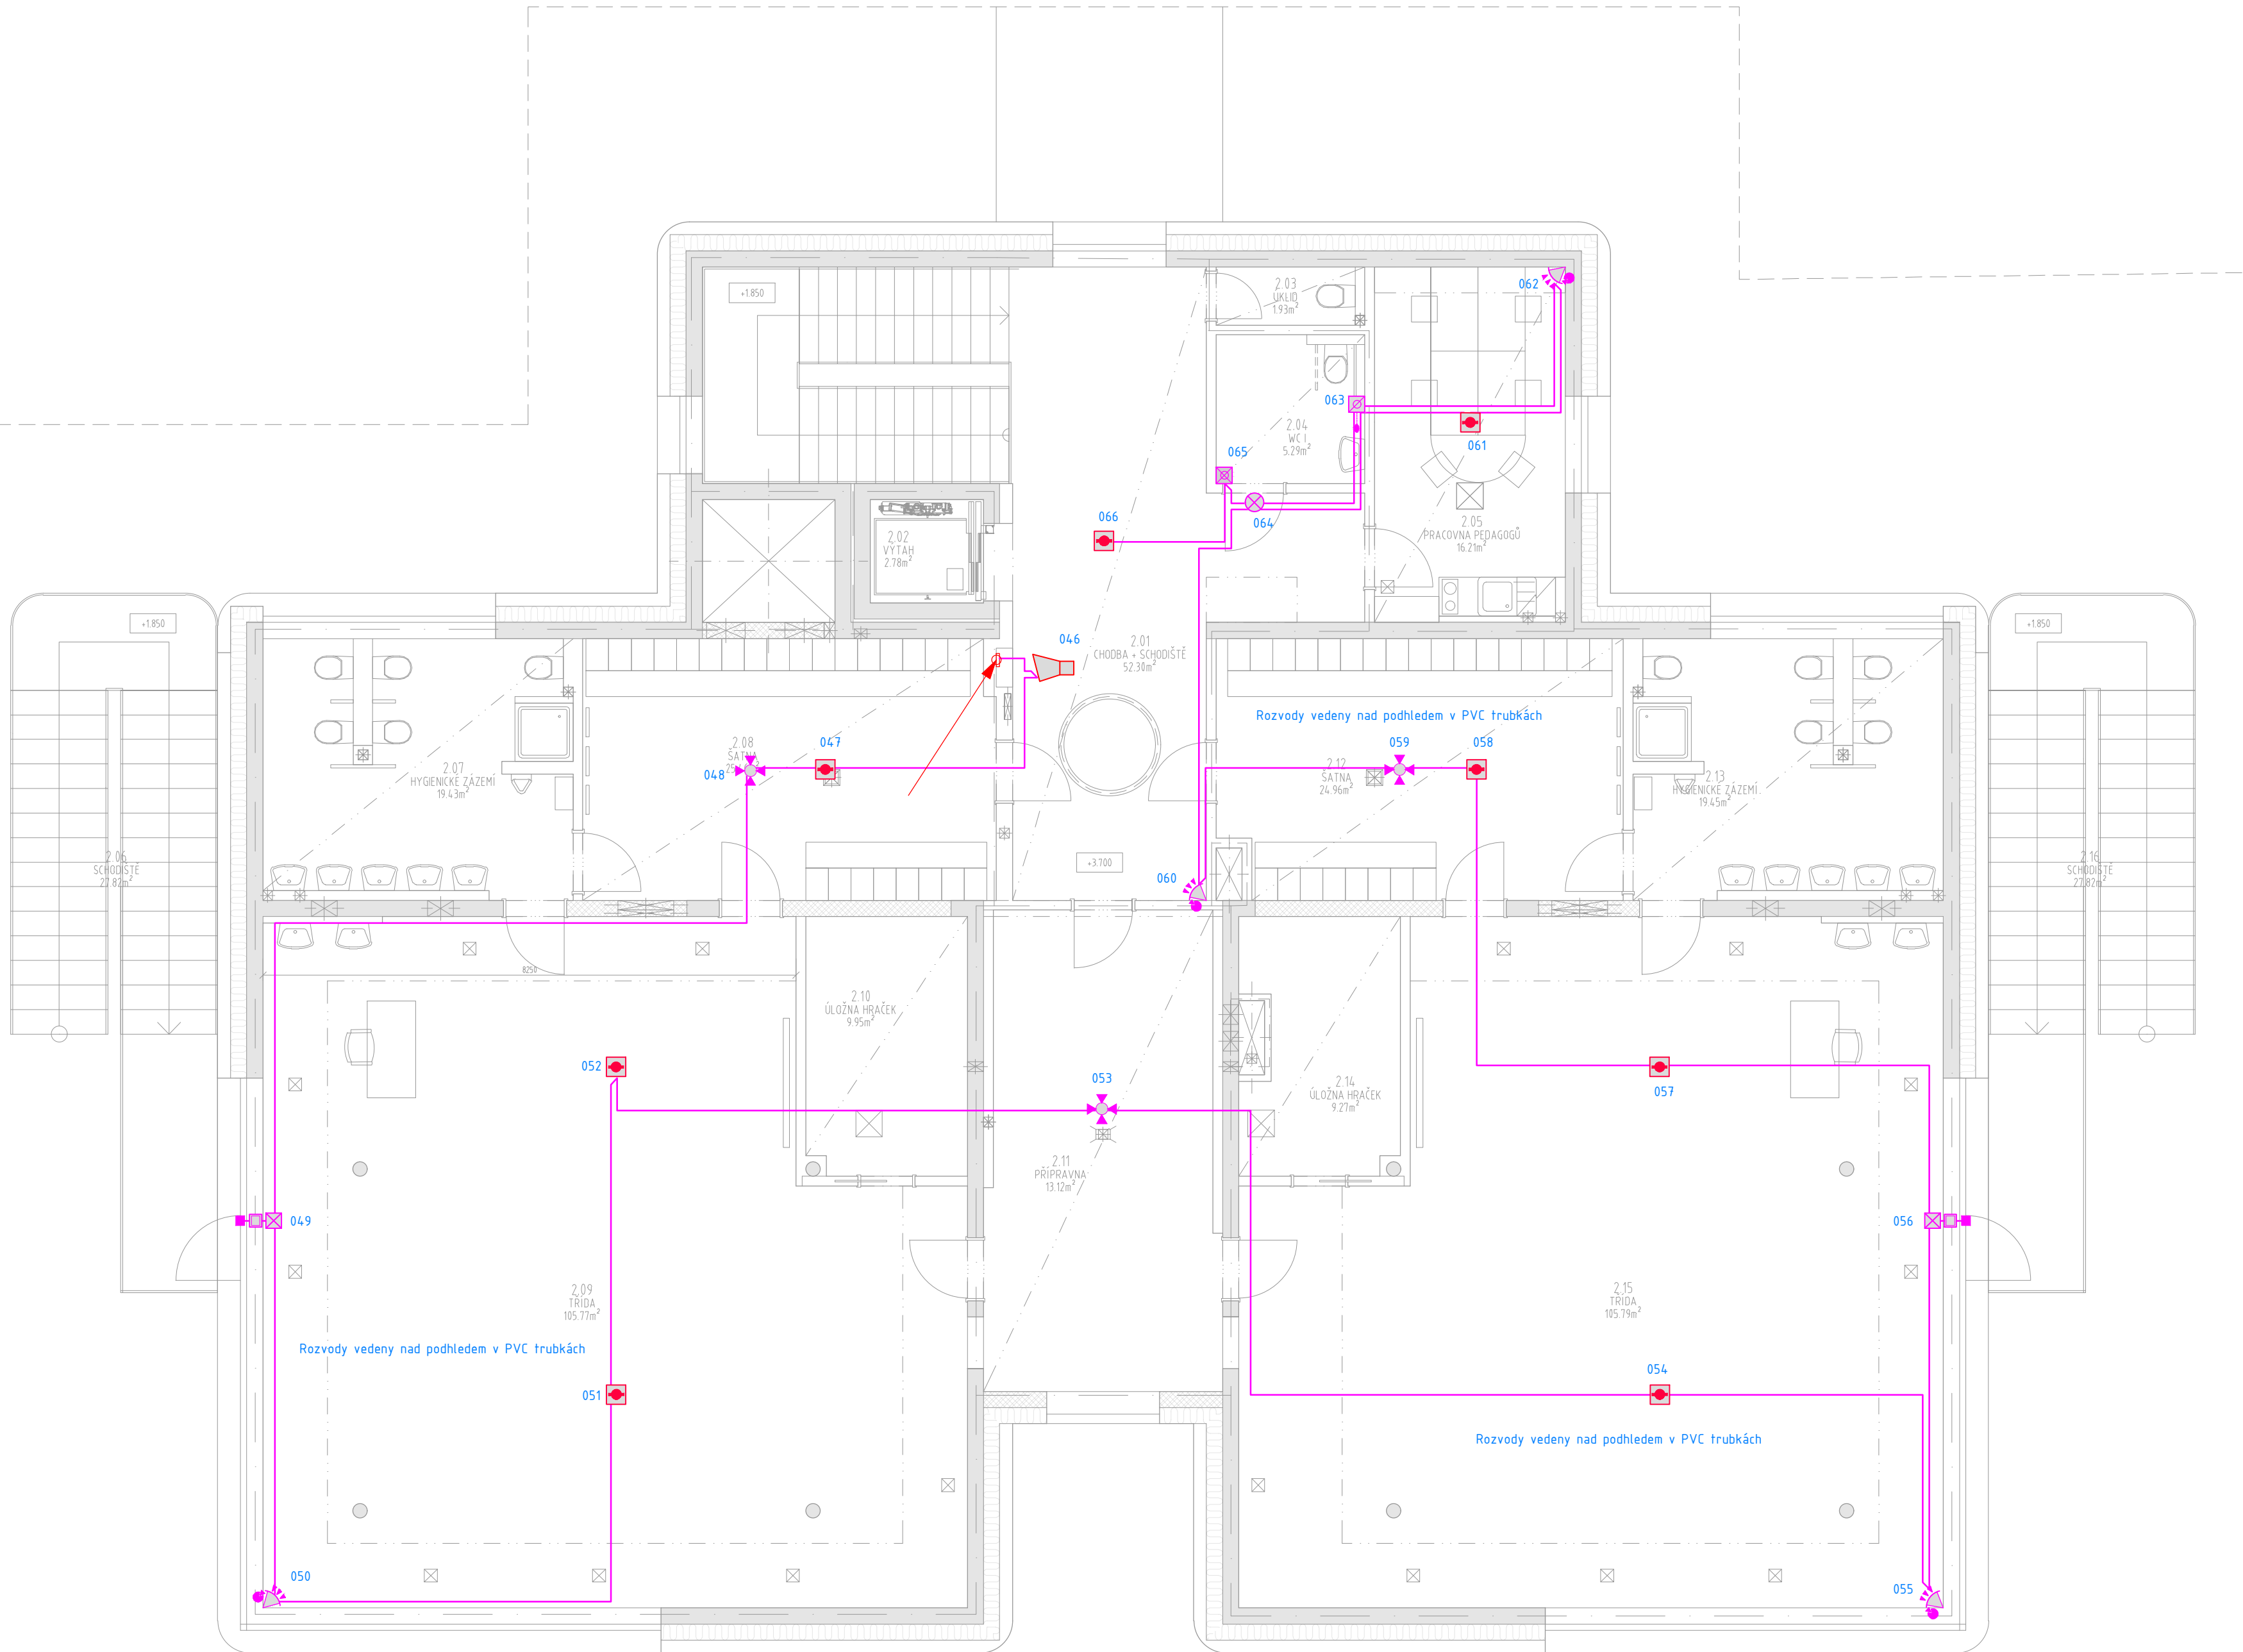 +1.850
2.03
ÚKLID
1.93m²
062
063
2.04
WC I
5.29m²
061
065
066
064
2.05
PRACOVNA PEDAGOGŮ
16.21m²
2.02
VÝTAH
2.78m²
+1.850
+1.850
046
2.01
CHODBA + SCHODIŠTĚ
52.30m²
Rozvody vedeny nad podhledem v PVC trubkách
2.08
ŠATNA
047
048
059
058
2.07
HYGIENICKÉ ZÁZEMÍ
19.43m²
2.12
ŠATNA
24.96m²
2.13
HYGIENICKÉ ZÁZEMÍ
19.45m²
2.06
SCHODIŠTĚ
27.82m²
+3.700
060
2.16
SCHODIŠTĚ
27.82m²
8250
2.10
ÚLOŽNA HRAČEK
9.95m²
052
053
057
2.14
ÚLOŽNA HRAČEK
9.27m²
2.11
PŘÍPRAVNA
13.12m²
049
056
2.09
TŘÍDA
105.77m²
2.15
TŘÍDA
105.79m²
Rozvody vedeny nad podhledem v PVC trubkách
051
054
Rozvody vedeny nad podhledem v PVC trubkách
050
055